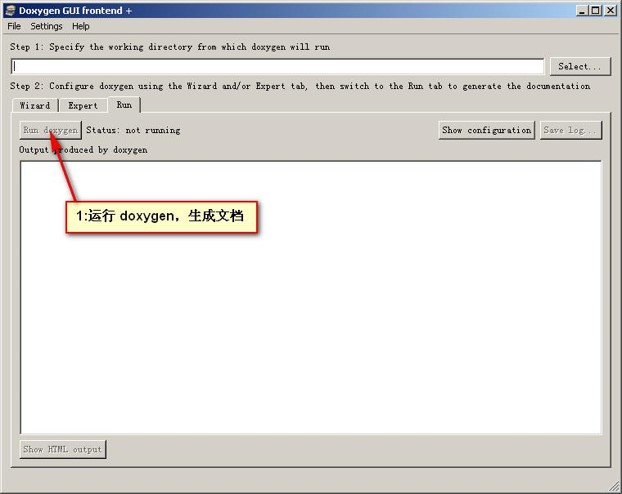 Doxygen GUI frontend +
File Settings Help
Step 1: Specify the working directory from which doxygen will run
Select...
Step 2: Configure doxygen using the Wizard and/or Expert tab, then switch to the Run tab to generate the documentation
Wizard Expert Run
Run doxygen Status: not running Show configuration Save log...
Output produced by doxygen
1:运行 doxygen，生成文档
Show HTML output